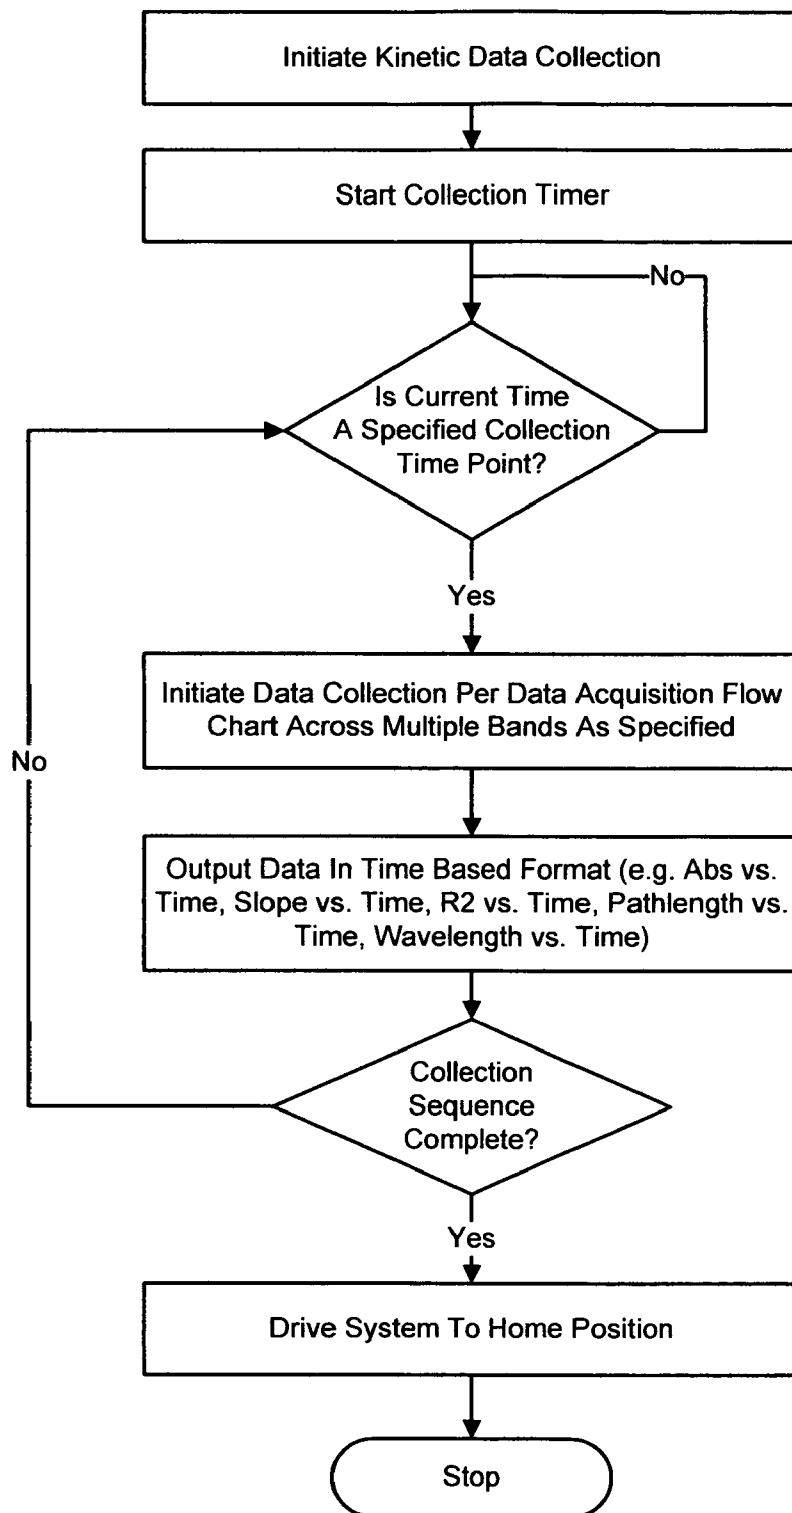 Initiate Kinetic Data Collection
Start Collection Timer
No
Is Current Time
A Specified Collection
Time Point?
Yes
Initiate Data Collection Per Data Acquisition Flow
Chart Across Multiple Bands As Specified
No
Output Data In Time Based Format (e.g. Abs vs.
Time, Slope vs. Time, R2 vs. Time, Pathlength vs.
Time, Wavelength vs. Time)
Collection
Sequence
Complete?
Yes
Drive System To Home Position
Stop